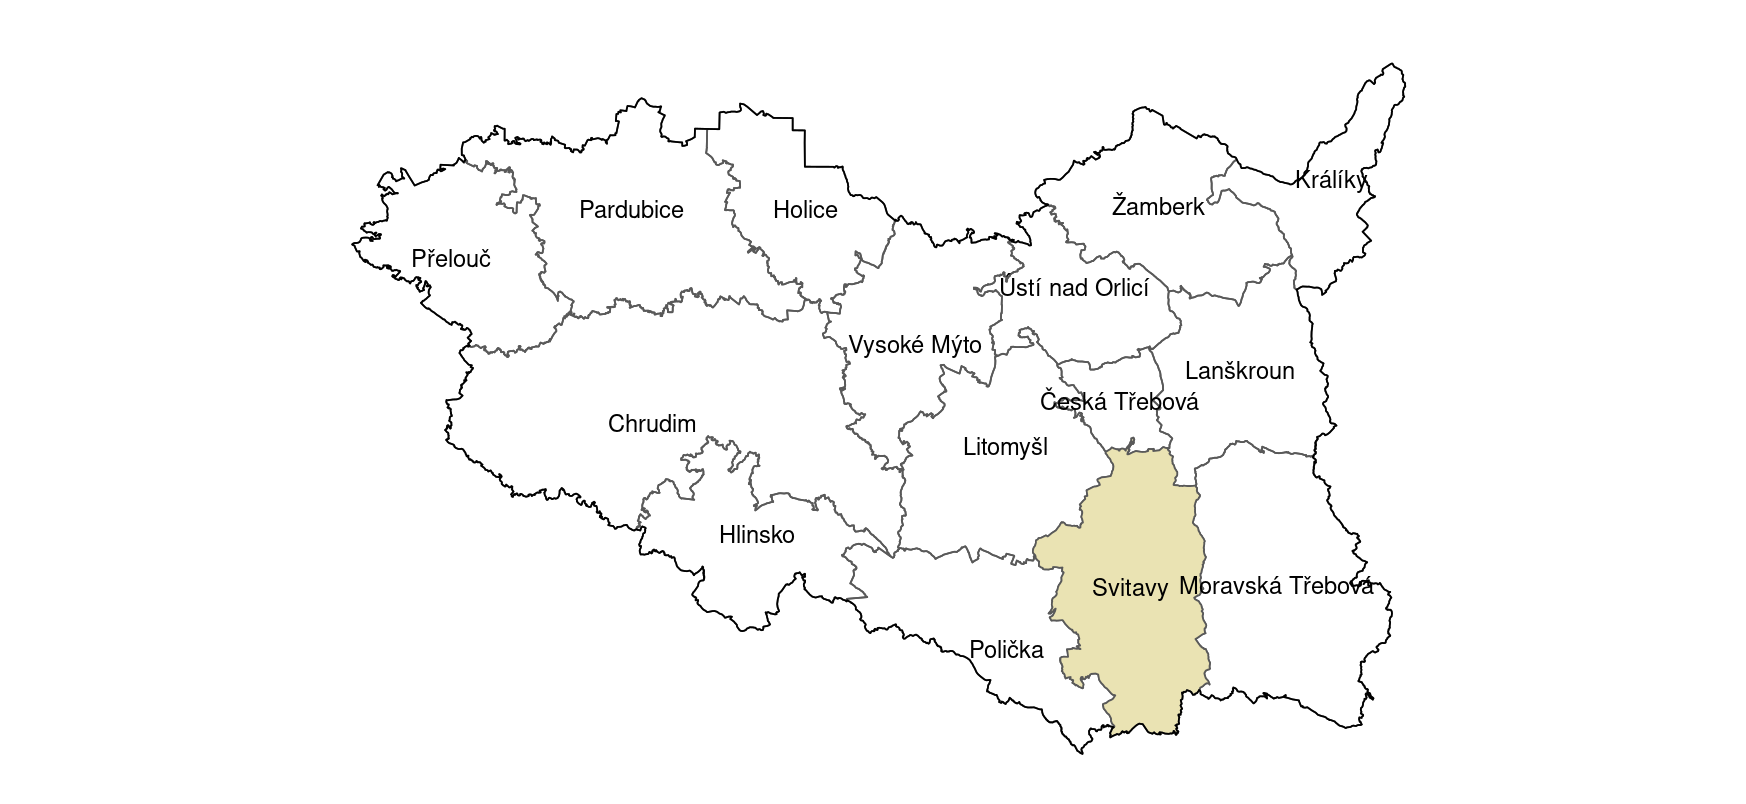 Králíky
Žamberk
Pardubice
Holice
Přelouč
Ústí nad Orlicí
Vysoké Mýto
Lanškroun
Česká Třebová
Chrudim
Litomyšl
Hlinsko
Svitavy
Moravská Třebová
Polička